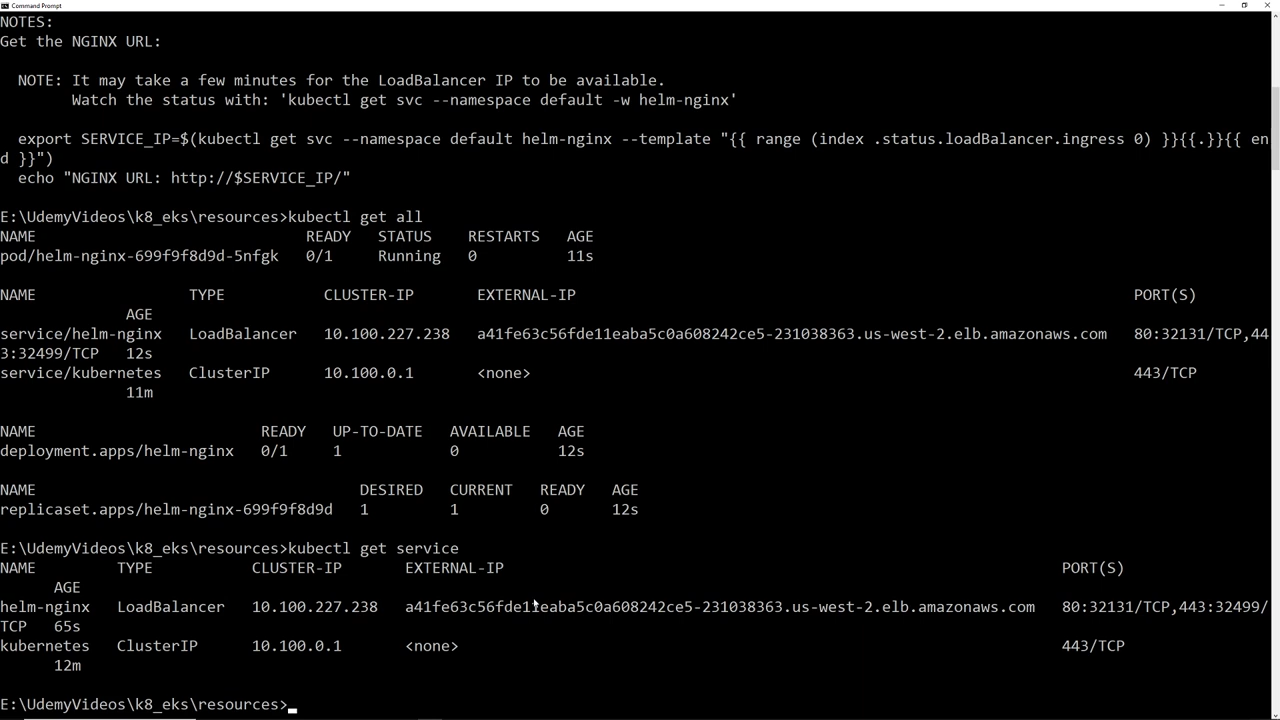 Command Prompt
NOTES:
Get the NGINX URL:
  NOTE: It may take a few minutes for the LoadBalancer IP to be available.
        Watch the status with: 'kubectl get svc --namespace default -w helm-nginx'
  export SERVICE_IP=$(kubectl get svc --namespace default helm-nginx --template "{{ range (index .status.loadBalancer.ingress 0) }}{{.}}{{ en
d }}")
  echo "NGINX URL: http://$SERVICE_IP/"
E:\UdemyVideos\k8_eks\resources>kubectl get all
NAME                              READY   STATUS    RESTARTS   AGE
pod/helm-nginx-699f9f8d9d-5nfgk   0/1     Running   0          11s
NAME                 TYPE           CLUSTER-IP       EXTERNAL-IP                                                              PORT(S)
              AGE
service/helm-nginx   LoadBalancer   10.100.227.238   a41fe63c56fde11eaba5c0a608242ce5-231038363.us-west-2.elb.amazonaws.com   80:32131/TCP,44
3:32499/TCP   12s
service/kubernetes   ClusterIP      10.100.0.1       <none>                                                                   443/TCP
              11m
NAME                         READY   UP-TO-DATE   AVAILABLE   AGE
deployment.apps/helm-nginx   0/1     1            0           12s
NAME                                    DESIRED   CURRENT   READY   AGE
replicaset.apps/helm-nginx-699f9f8d9d   1         1         0       12s
E:\UdemyVideos\k8_eks\resources>kubectl get service
NAME         TYPE           CLUSTER-IP       EXTERNAL-IP                                                              PORT(S)
      AGE
helm-nginx   LoadBalancer   10.100.227.238   a41fe63c56fde11eaba5c0a608242ce5-231038363.us-west-2.elb.amazonaws.com   80:32131/TCP,443:32499/
TCP   65s
kubernetes   ClusterIP      10.100.0.1       <none>                                                                   443/TCP
      12m
E:\UdemyVideos\k8_eks\resources>